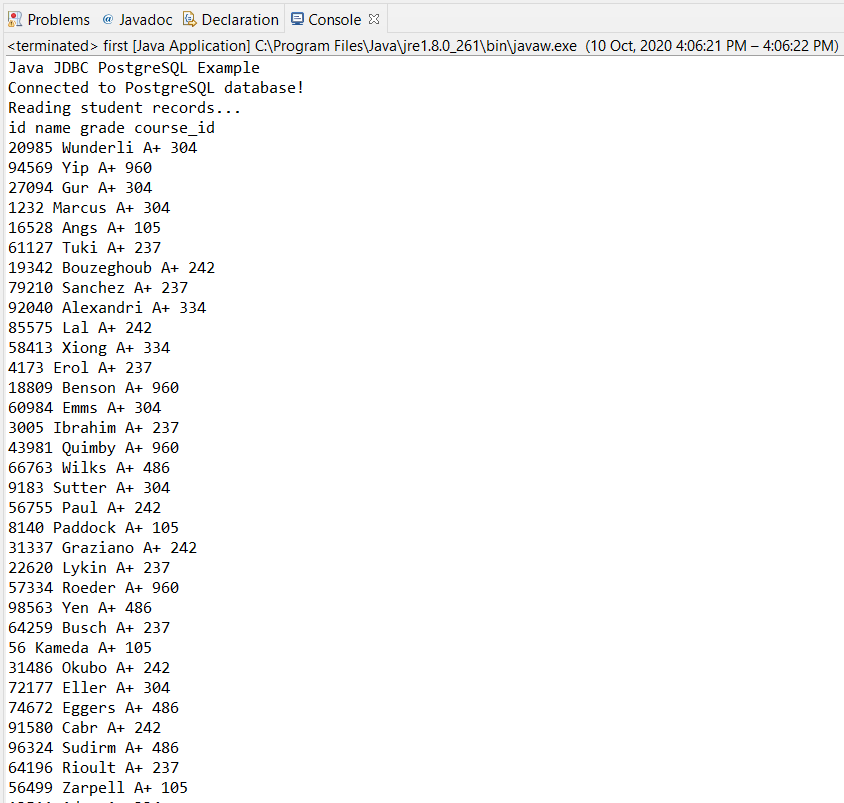 Problems @ Javadoc Declaration Console
<terminated> first [Java Application] C:\Program Files\Java\jre1.8.0_261\bin\javaw.exe (10 Oct, 2020 4:06:21 PM – 4:06:22 PM)
Java JDBC PostgreSQL Example
Connected to PostgreSQL database!
Reading student records...
id name grade course_id
20985 Wunderli A+ 304
94569 Yip A+ 960
27094 Gur A+ 304
1232 Marcus A+ 304
16528 Angs A+ 105
61127 Tuki A+ 237
19342 Bouzeghoub A+ 242
79210 Sanchez A+ 237
92040 Alexandri A+ 334
85575 Lal A+ 242
58413 Xiong A+ 334
4173 Erol A+ 237
18809 Benson A+ 960
60984 Emms A+ 304
3005 Ibrahim A+ 237
43981 Quimby A+ 960
66763 Wilks A+ 486
9183 Sutter A+ 304
56755 Paul A+ 242
8140 Paddock A+ 105
31337 Graziano A+ 242
22620 Lykin A+ 237
57334 Roeder A+ 960
98563 Yen A+ 486
64259 Busch A+ 237
56 Kameda A+ 105
31486 Okubo A+ 242
72177 Eller A+ 304
74672 Eggers A+ 486
91580 Cabr A+ 242
96324 Sudirm A+ 486
64196 Rioult A+ 237
56499 Zarpell A+ 105